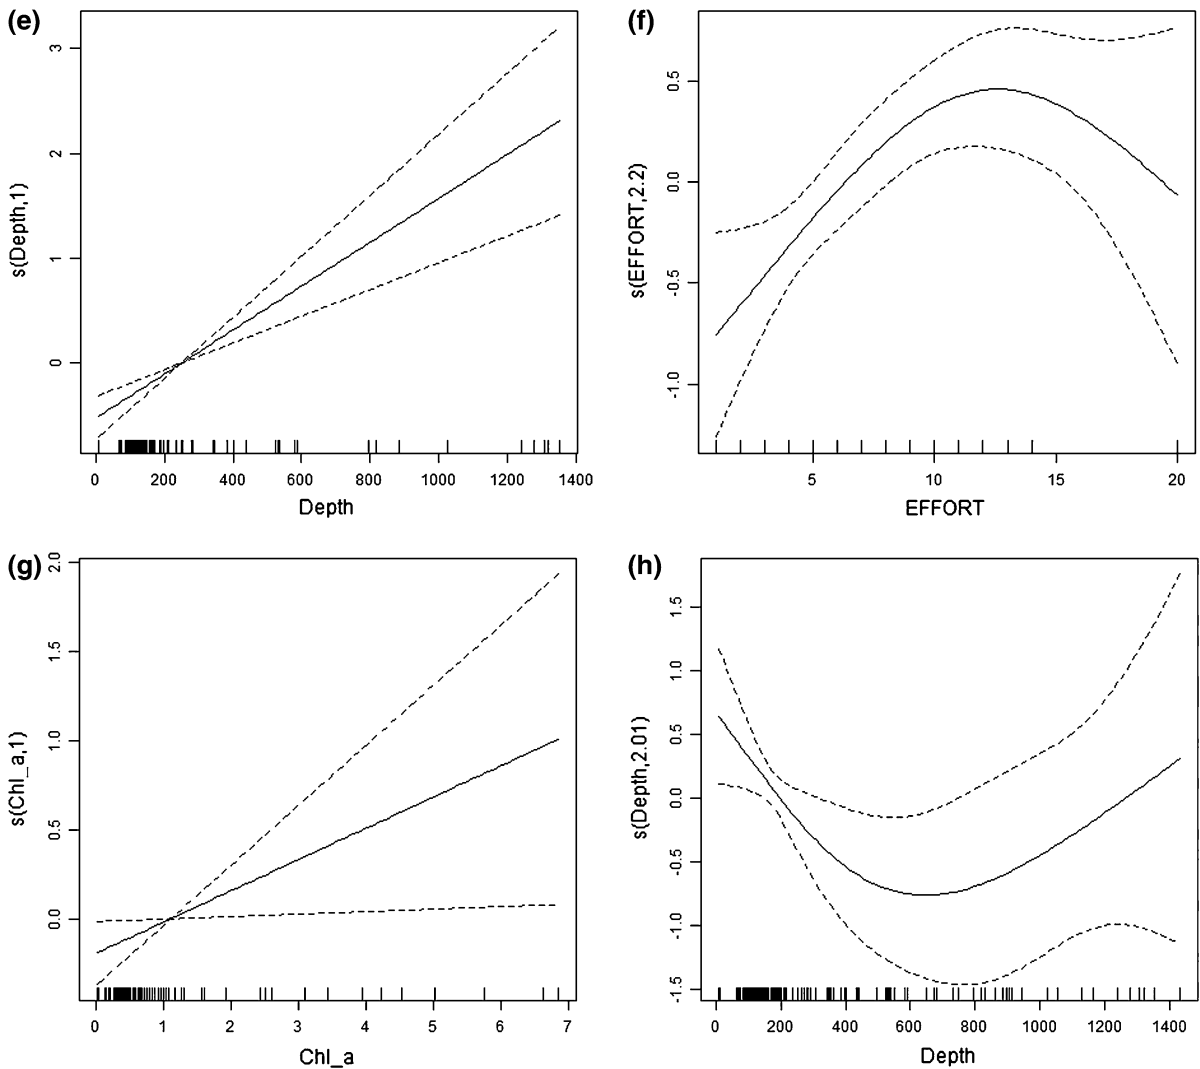 (e)
s(Depth,1)
3
2
1
0
0 200 400 600 800 1000 1200 1400
Depth
(f)
s(EFFORT,2.2)
0.5
0.0
-0.5
-1.0
5 10 15 20
EFFORT
(g)
s(Chl_a,1)
2.0
1.5
1.0
0.5
0.0
0 1 2 3 4 5 6 7
Chl_a
(h)
s(Depth,2.01)
1.5
1.0
0.5
0.0
-0.5
-1.0
-1.5
0 200 400 600 800 1000 1200 1400
Depth